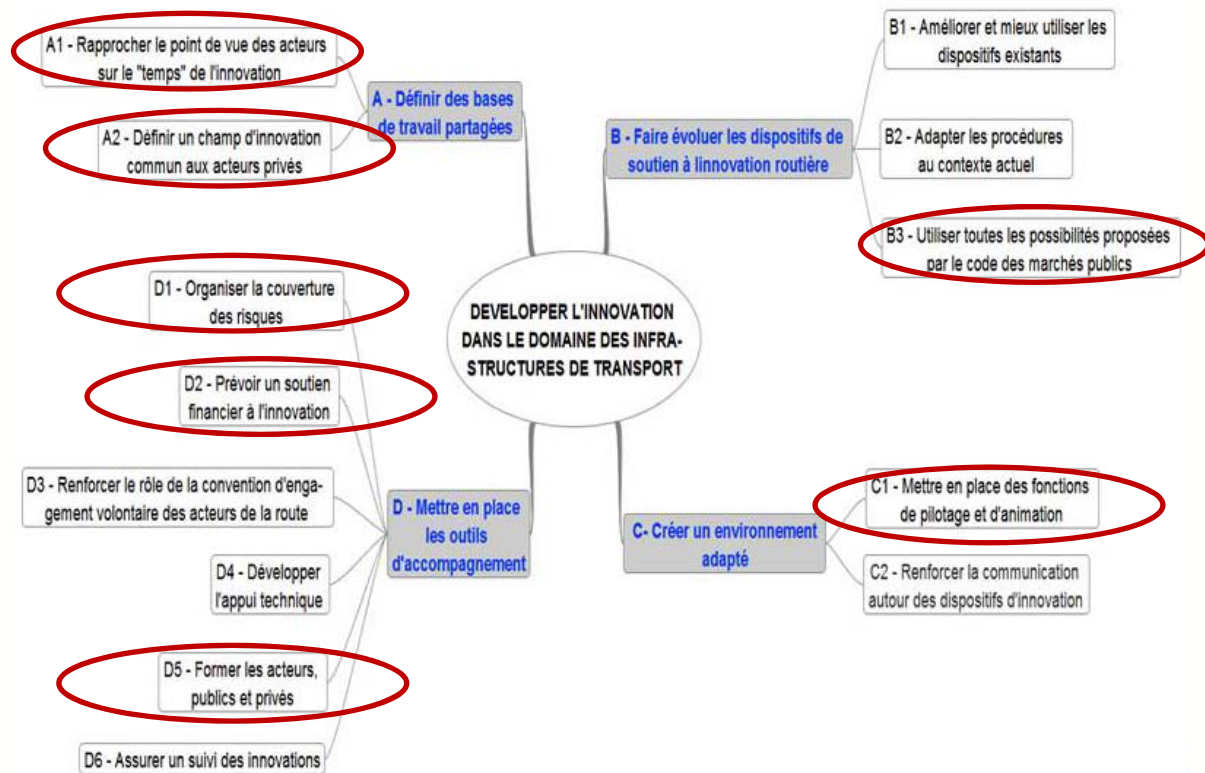 A1 - Rapprocher le point de vue des acteurs
sur le "temps" de l'innovation
A2 - Définir un champ d'innovation
commun aux acteurs privés
A - Définir des bases
de travail partagées
B1 - Améliorer et mieux utiliser les
dispositifs existants
B - Faire évoluer les dispositifs de
soutien à linnovation routière
B2 - Adapter les procédures
au contexte actuel
B3 - Utiliser toutes les possibilités proposées
par le code des marchés publics
DEVELOPPER L'INNOVATION
DANS LE DOMAINE DES INFRA-
STRUCTURES DE TRANSPORT
D1 - Organiser la couverture
des risques
D2 - Prévoir un soutien
financier à l'innovation
D3 - Renforcer le rôle de la convention d'enga-
gement volontaire des acteurs de la route
D - Mettre en place
les outils
d'accompagnement
D4 - Développer
l'appui technique
D5 - Former les acteurs,
publics et privés
D6 - Assurer un suivi des innovations
C- Créer un environnement
adapté
C1 - Mettre en place des fonctions
de pilotage et d'animation
C2 - Renforcer la communication
autour des dispositifs d'innovation